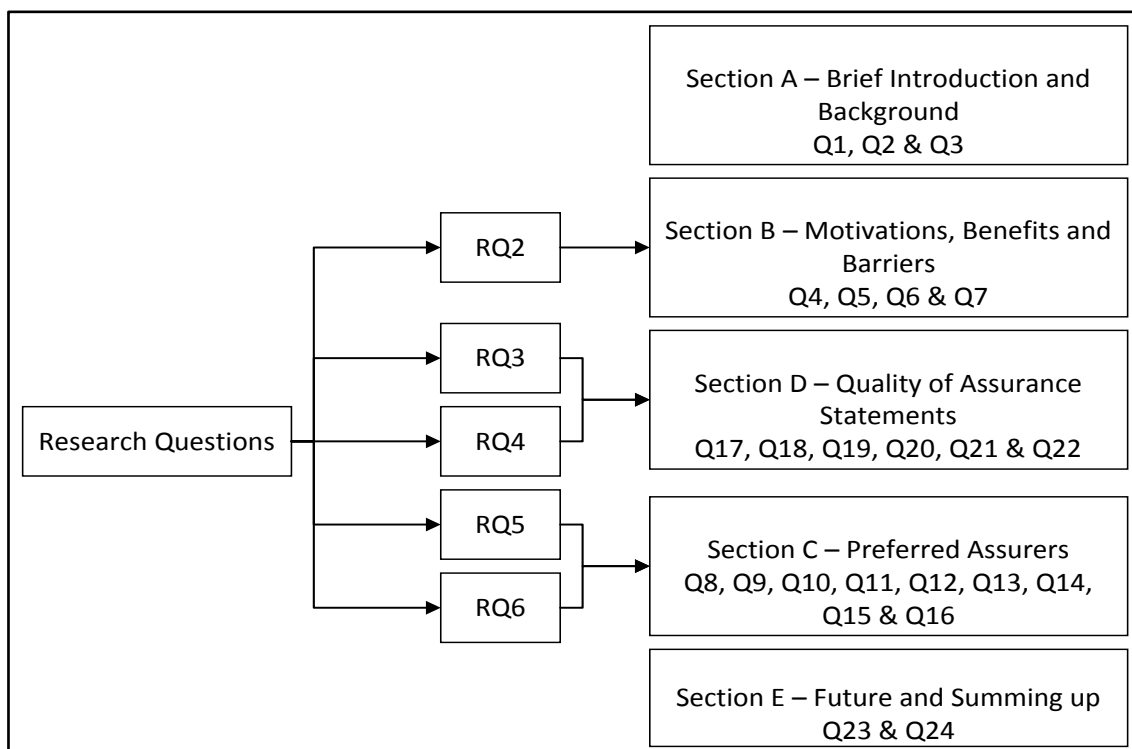 Section A – Brief Introduction and
Background
Q1, Q2 & Q3
RQ2
Section B – Motivations, Benefits and
Barriers
Q4, Q5, Q6 & Q7
Research Questions
RQ3
RQ4
Section D – Quality of Assurance
Statements
Q17, Q18, Q19, Q20, Q21 & Q22
RQ5
RQ6
Section C – Preferred Assurers
Q8, Q9, Q10, Q11, Q12, Q13, Q14,
Q15 & Q16
Section E – Future and Summing up
Q23 & Q24